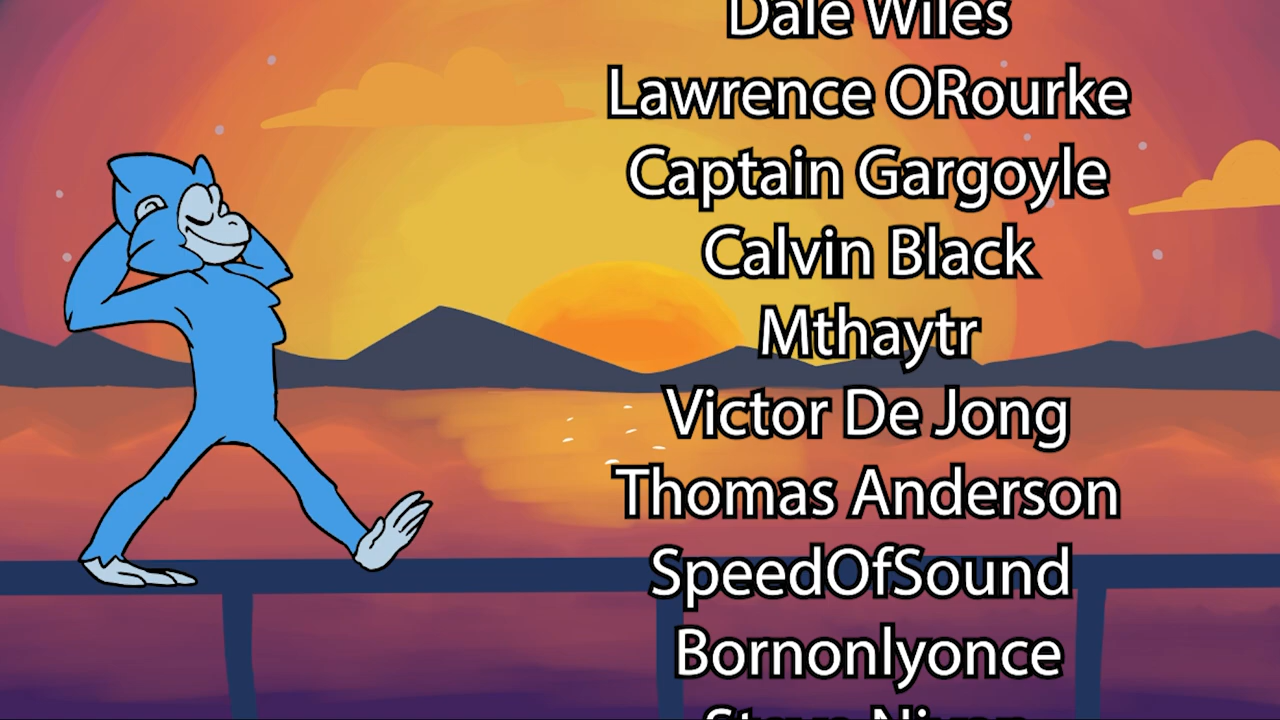 Dale Wiles
Lawrence ORourke
Captain Gargoyle
Calvin Black
Mthaytr
Victor De Jong
Thomas Anderson
SpeedOfSound
Bornonlyonce